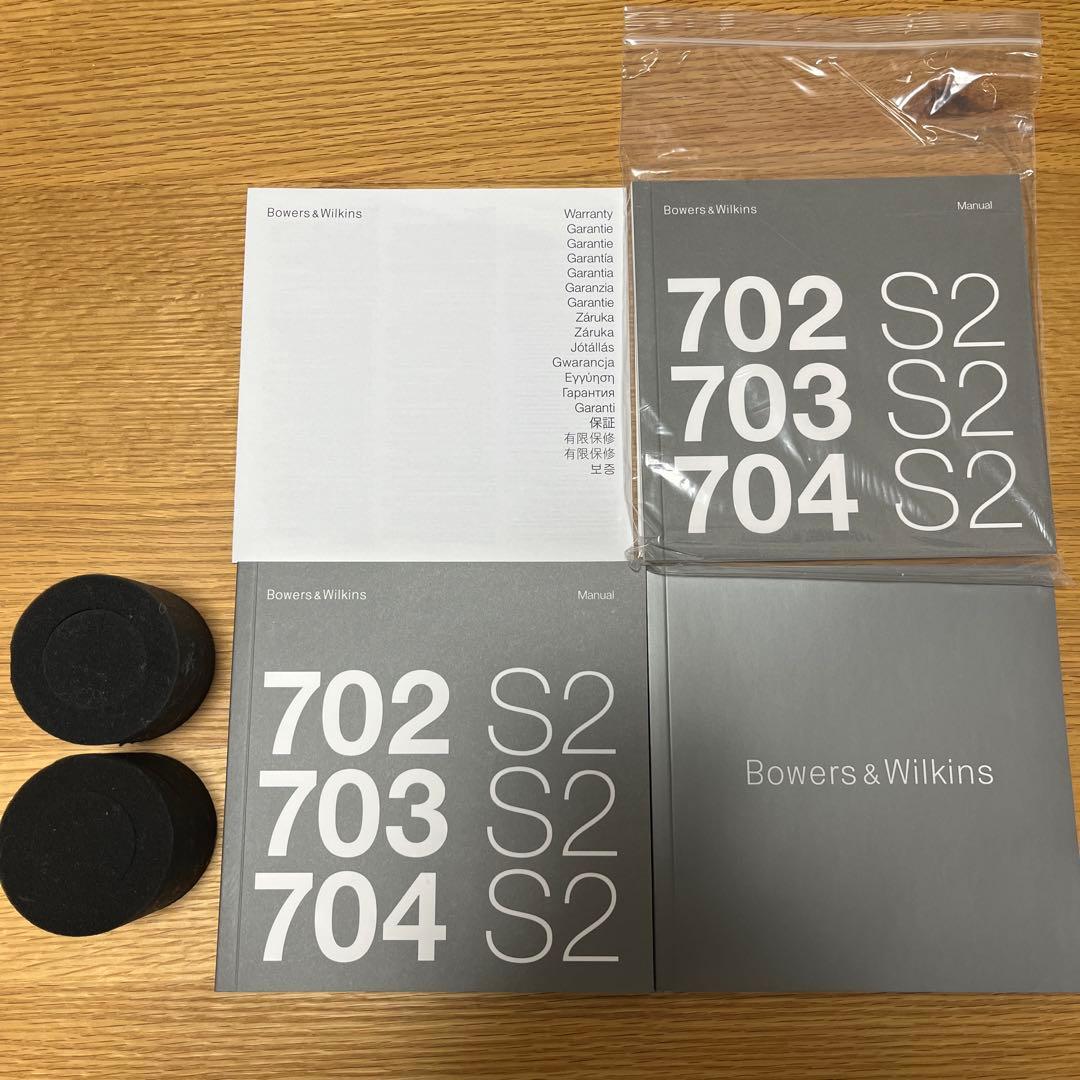 Bowers & Wilkins
Warranty
Garantie
Garantie
Garantía
Garantia
Garanzia
Garantie
Záruka
Záruka
Jótállás
Gwarancja
Εγγύηση
Гарантия
Garanti
保証
有限保修
有限保修
보증
Bowers & Wilkins Manual
702 S2
703 S2
704 S2
Bowers & Wilkins Manual
702 S2
703 S2
704 S2
Bowers & Wilkins